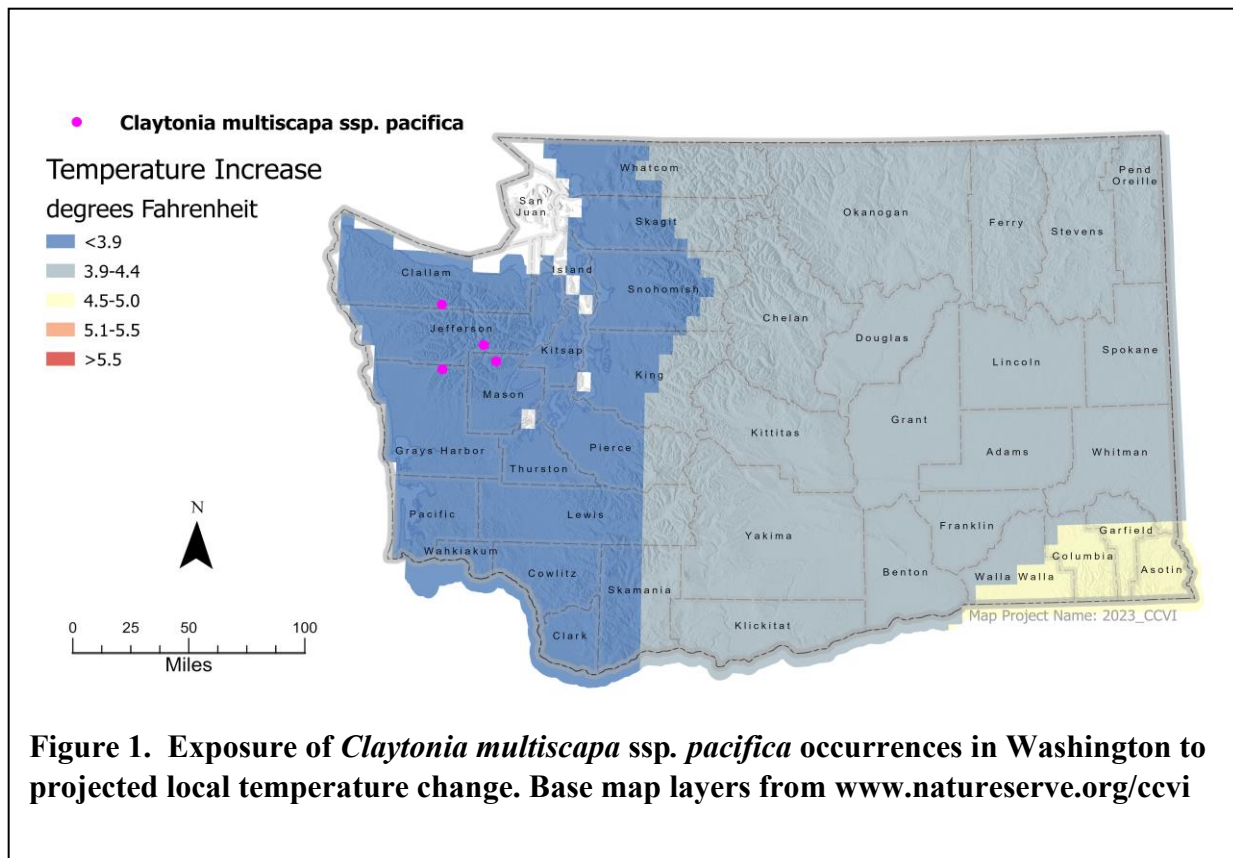 Claytonia multiscapa ssp. pacifica
Temperature Increase
degrees Fahrenheit
<3.9
3.9-4.4
4.5-5.0
5.1-5.5
>5.5
Whatcom
Pend
Oreille
San
Juan
Okanogan
Ferry
Stevens
Skagit
Clallam
Island
Snohomish
Jefferson
Chelan
Douglas
Kitsap
Lincoln
Spokane
King
Mason
Grant
Kittitas
Grays Harbor
Pierce
Adams
Whitman
Thurston
Pacific
Lewis
Franklin
Garfield
Yakima
Wahkiakum
Columbia
Cowlitz
Benton
Walla Walla
Asotin
Skamania
Klickitat
Clark
Map Project Name: 2023_CCVI
N
0 25 50 100
Miles
Figure 1. Exposure of Claytonia multiscapa ssp. pacifica occurrences in Washington to
projected local temperature change. Base map layers from www.natureserve.org/ccvi